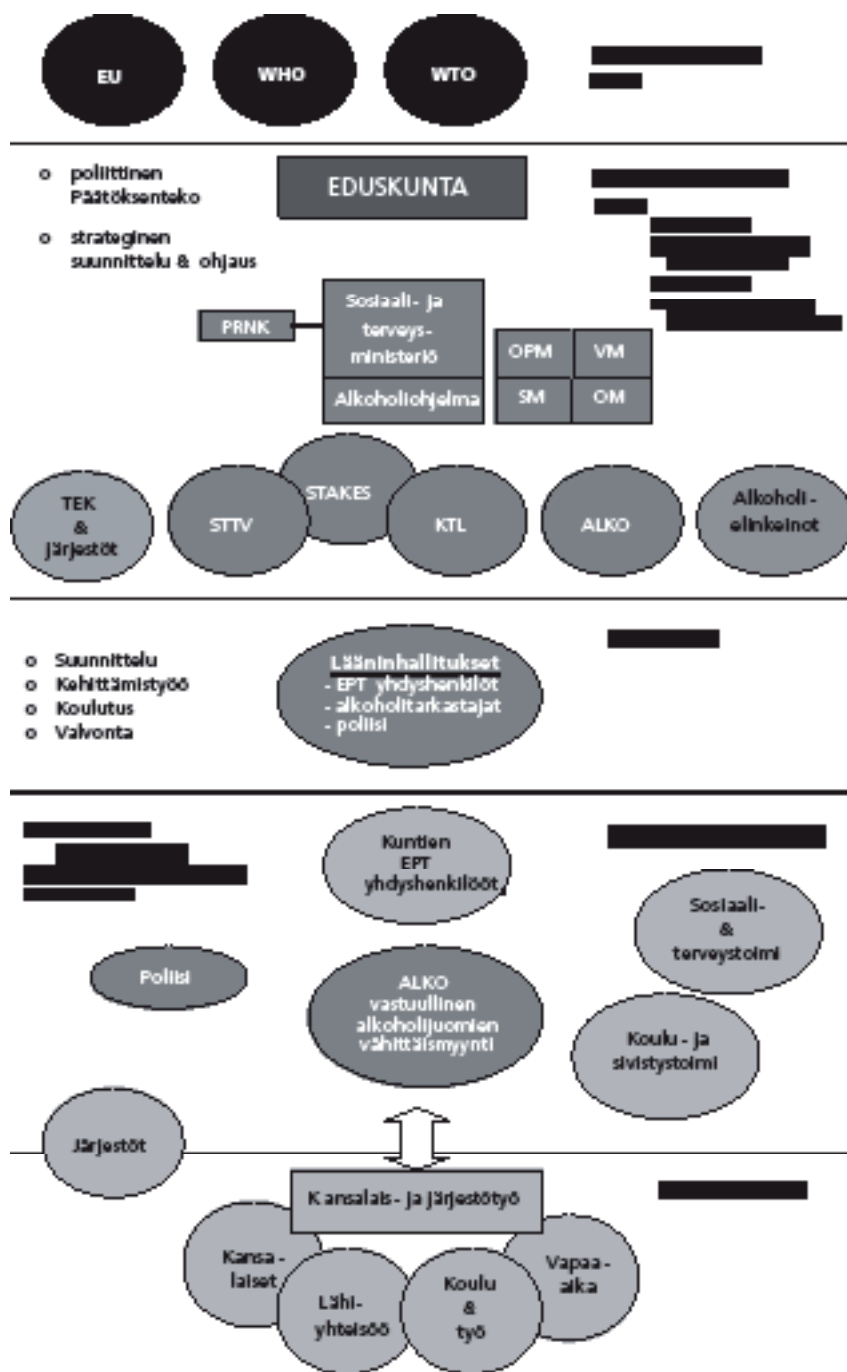 EU
WHO
WTO
o poliittinen
Päätöksenteko
EDUSKUNTA
o strateginen
suunnittelu & ohjaus
PRNK
Sosiaali- ja
terveys-
ministeriö
Alkoholiohjelma
OPM
VM
SM
OM
TEK
&
järjestöt
STTV
STAKES
KTL
ALKO
Alkoholi-
elinkeinot
o Suunnittelu
o Kehittämistyöö
o Koulutus
o Valvonta
Lääninhallitukset
- EPT yhdyshenkilöt
- alkoholitarkastajat
- poliisi
Kuntien
EPT
yhdyshenkilööt,
Sosiaali-
&
terveystoimi
Poliisi
ALKO
vastuullinen
alkoholijuomien
vähittäismyynti
Koulu- ja
sivistystoimi
Järjestöt
Kansalais- ja järjestötyö
Kansa-
laiset
Lähi-
yhteisöö
Koulu
&
työ
Vapaa-
aika